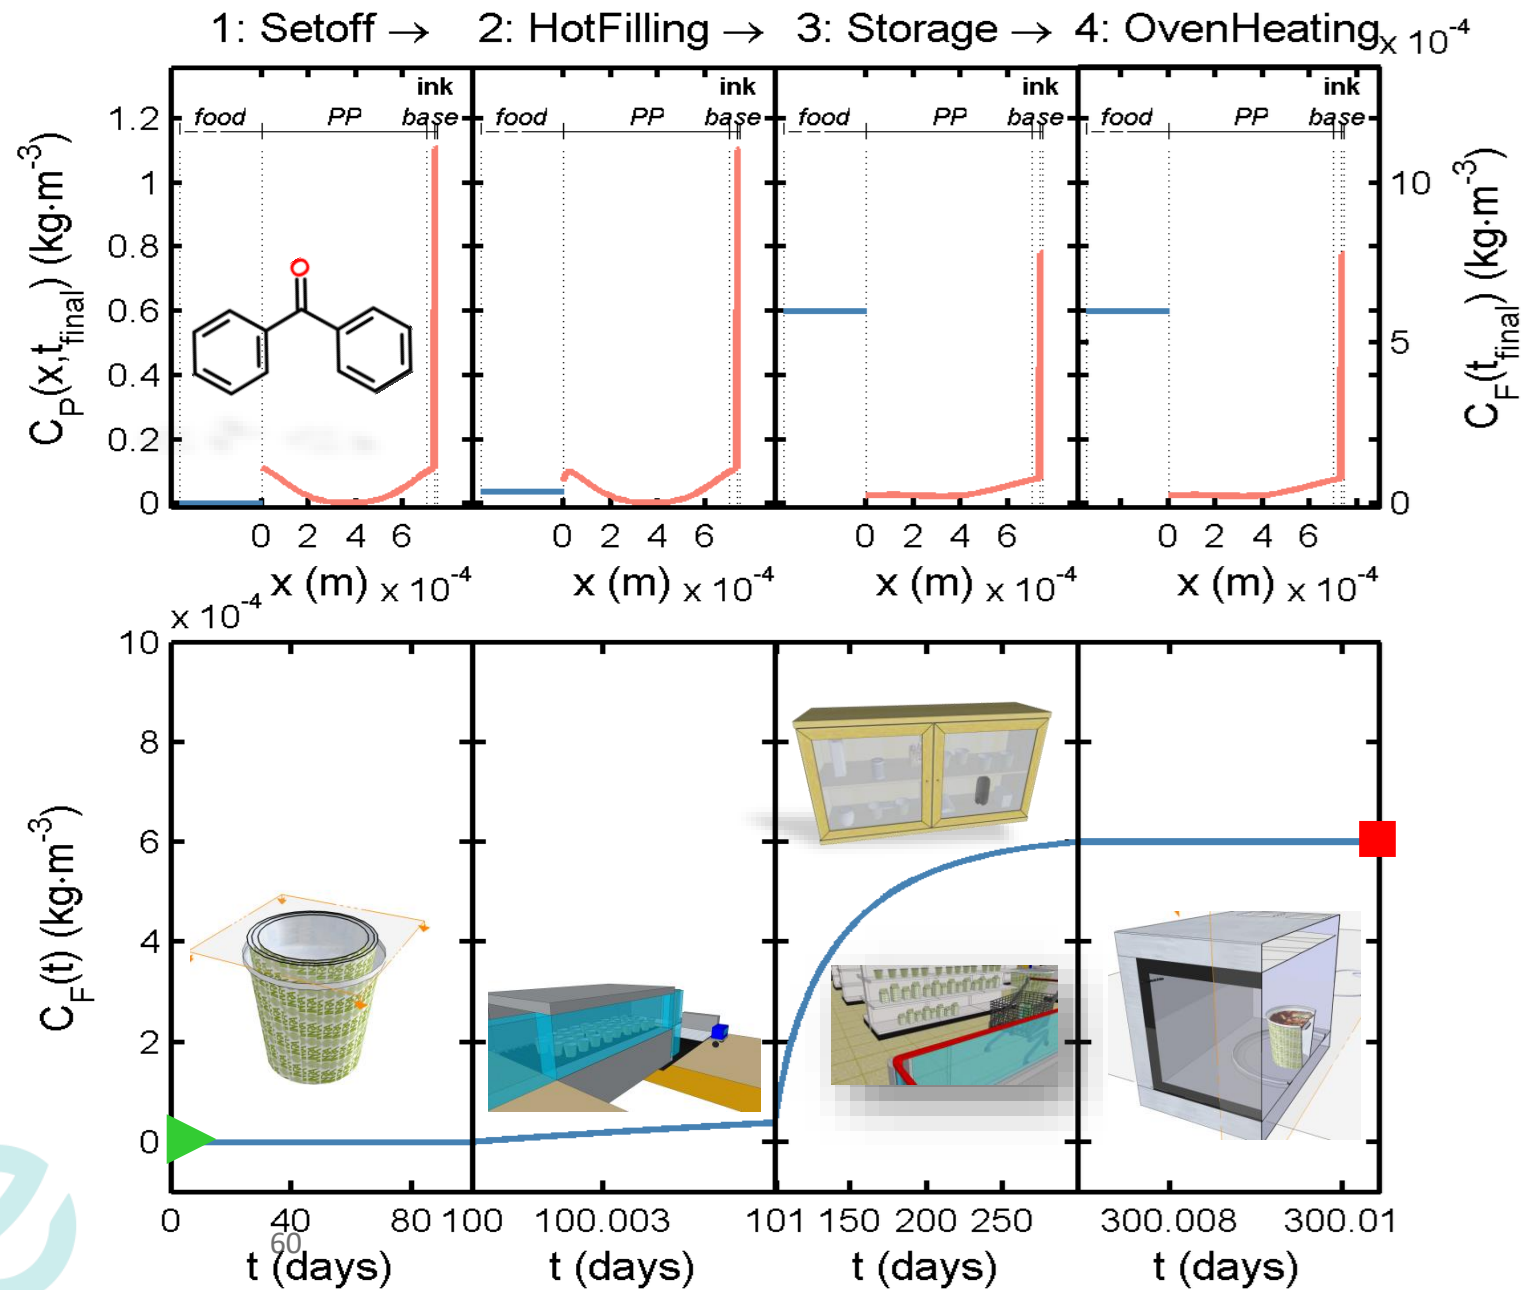 1: Setoff → 2: HotFilling → 3: Storage → 4: OvenHeating x 10-4
ink ink ink ink
food PP base food PP base food PP base food PP base
CP(x,tfinal) (kg·m-3)
1.2
1
0.8
0.6
0.4
0.2
0
O
10
5
0
CF(tfinal) (kg·m-3)
0 2 4 6 0 2 4 6 0 2 4 6 0 2 4 6
x (m) x 10-4 x (m) x 10-4 x (m) x 10-4 x (m) x 10-4
x 10-4
CF(t) (kg·m-3)
10
8
6
4
2
0
0 40 80 100 100.003 101 150 200 250 300.008 300.01
60
t (days) t (days) t (days) t (days)